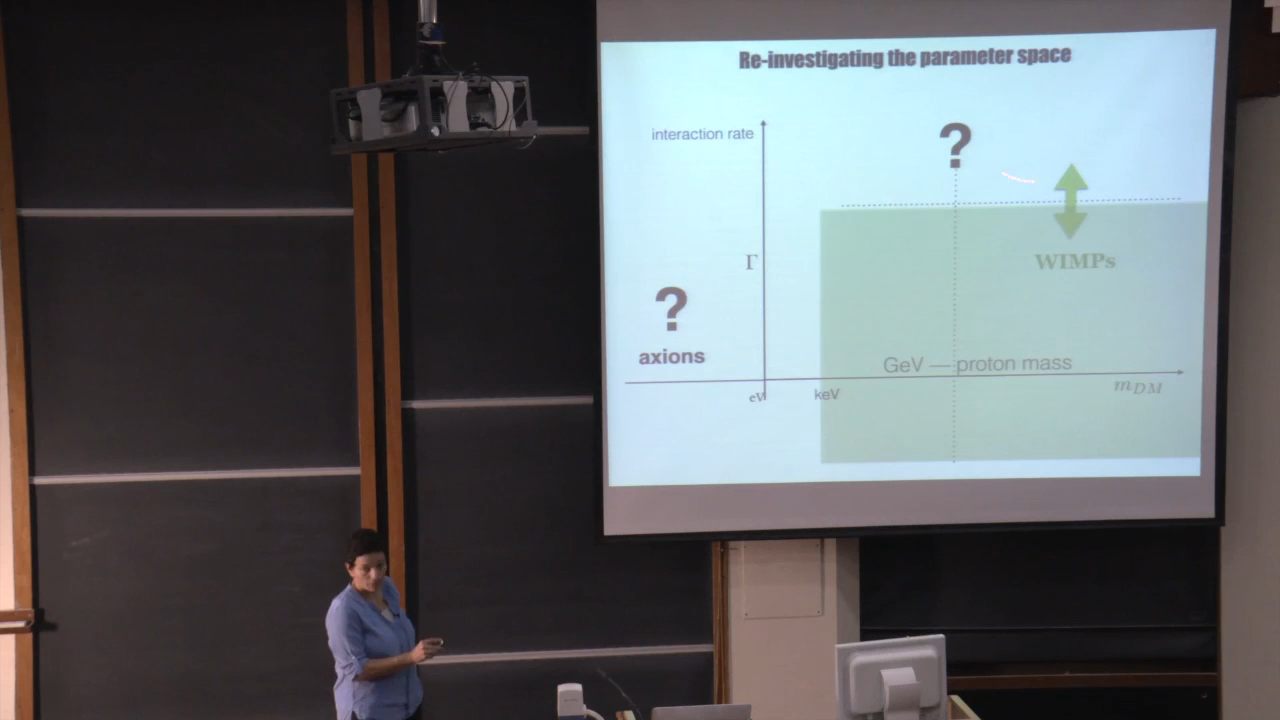 Re-investigating the parameter space
interaction rate
?
Γ
WIMPs
?
axions
GeV — proton mass
eV
keV
m_DM